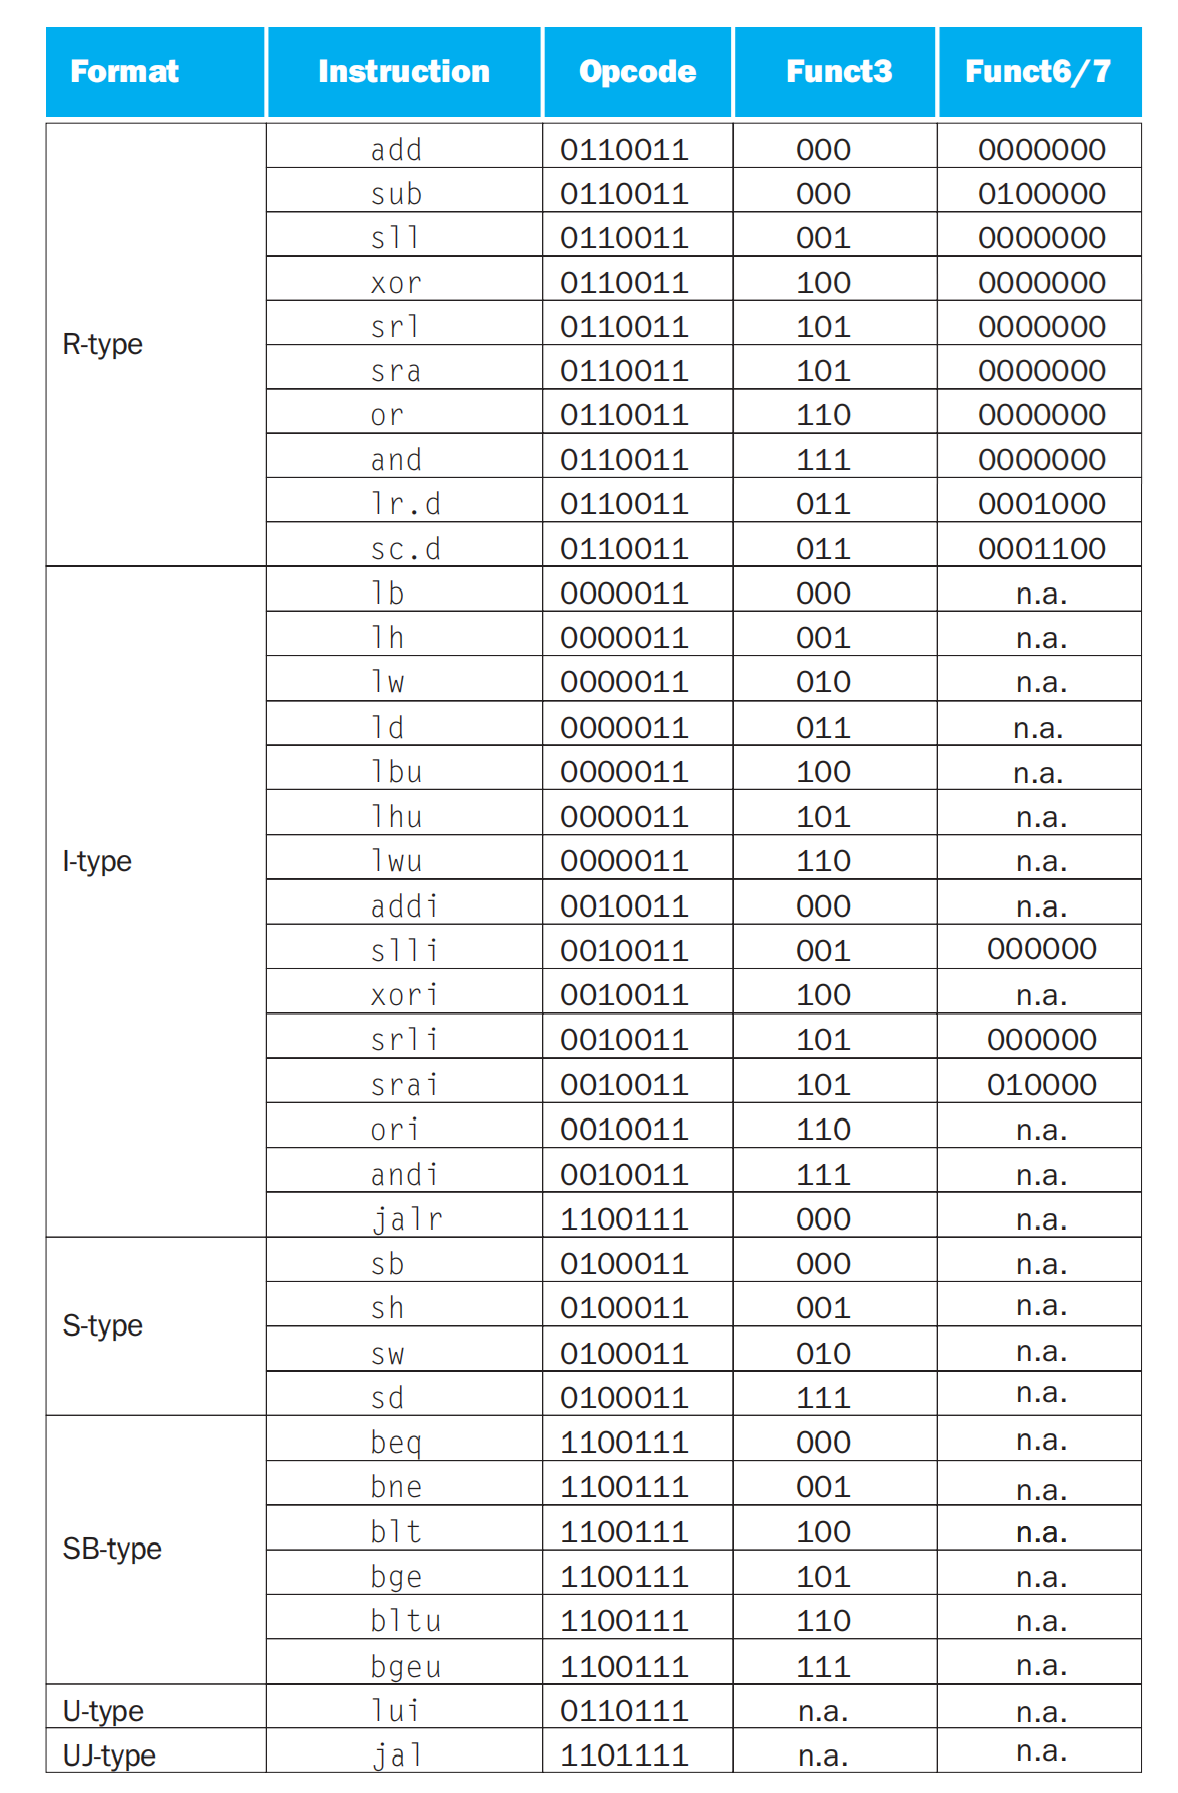 Format Instruction Opcode Funct3 Funct6/7
add 0110011 000 0000000
sub 0110011 000 0100000
sll 0110011 001 0000000
xor 0110011 100 0000000
R-type srl 0110011 101 0000000
sra 0110011 101 0000000
or 0110011 110 0000000
and 0110011 111 0000000
lr.d 0110011 011 0001000
sc.d 0110011 011 0001100
lb 0000011 000 n.a.
lh 0000011 001 n.a.
lw 0000011 010 n.a.
ld 0000011 011 n.a.
lbu 0000011 100 n.a.
lhu 0000011 101 n.a.
I-type lwu 0000011 110 n.a.
addi 0010011 000 n.a.
slli 0010011 001 000000
xori 0010011 100 n.a.
srli 0010011 101 000000
srai 0010011 101 010000
ori 0010011 110 n.a.
andi 0010011 111 n.a.
jalr 1100111 000 n.a.
sb 0100011 000 n.a.
S-type sh 0100011 001 n.a.
sw 0100011 010 n.a.
sd 0100011 111 n.a.
beq 1100111 000 n.a.
bne 1100111 001 n.a.
SB-type blt 1100111 100 n.a.
bge 1100111 101 n.a.
bltu 1100111 110 n.a.
bgeu 1100111 111 n.a.
U-type lui 0110111 n.a. n.a.
UJ-type jal 1101111 n.a. n.a.